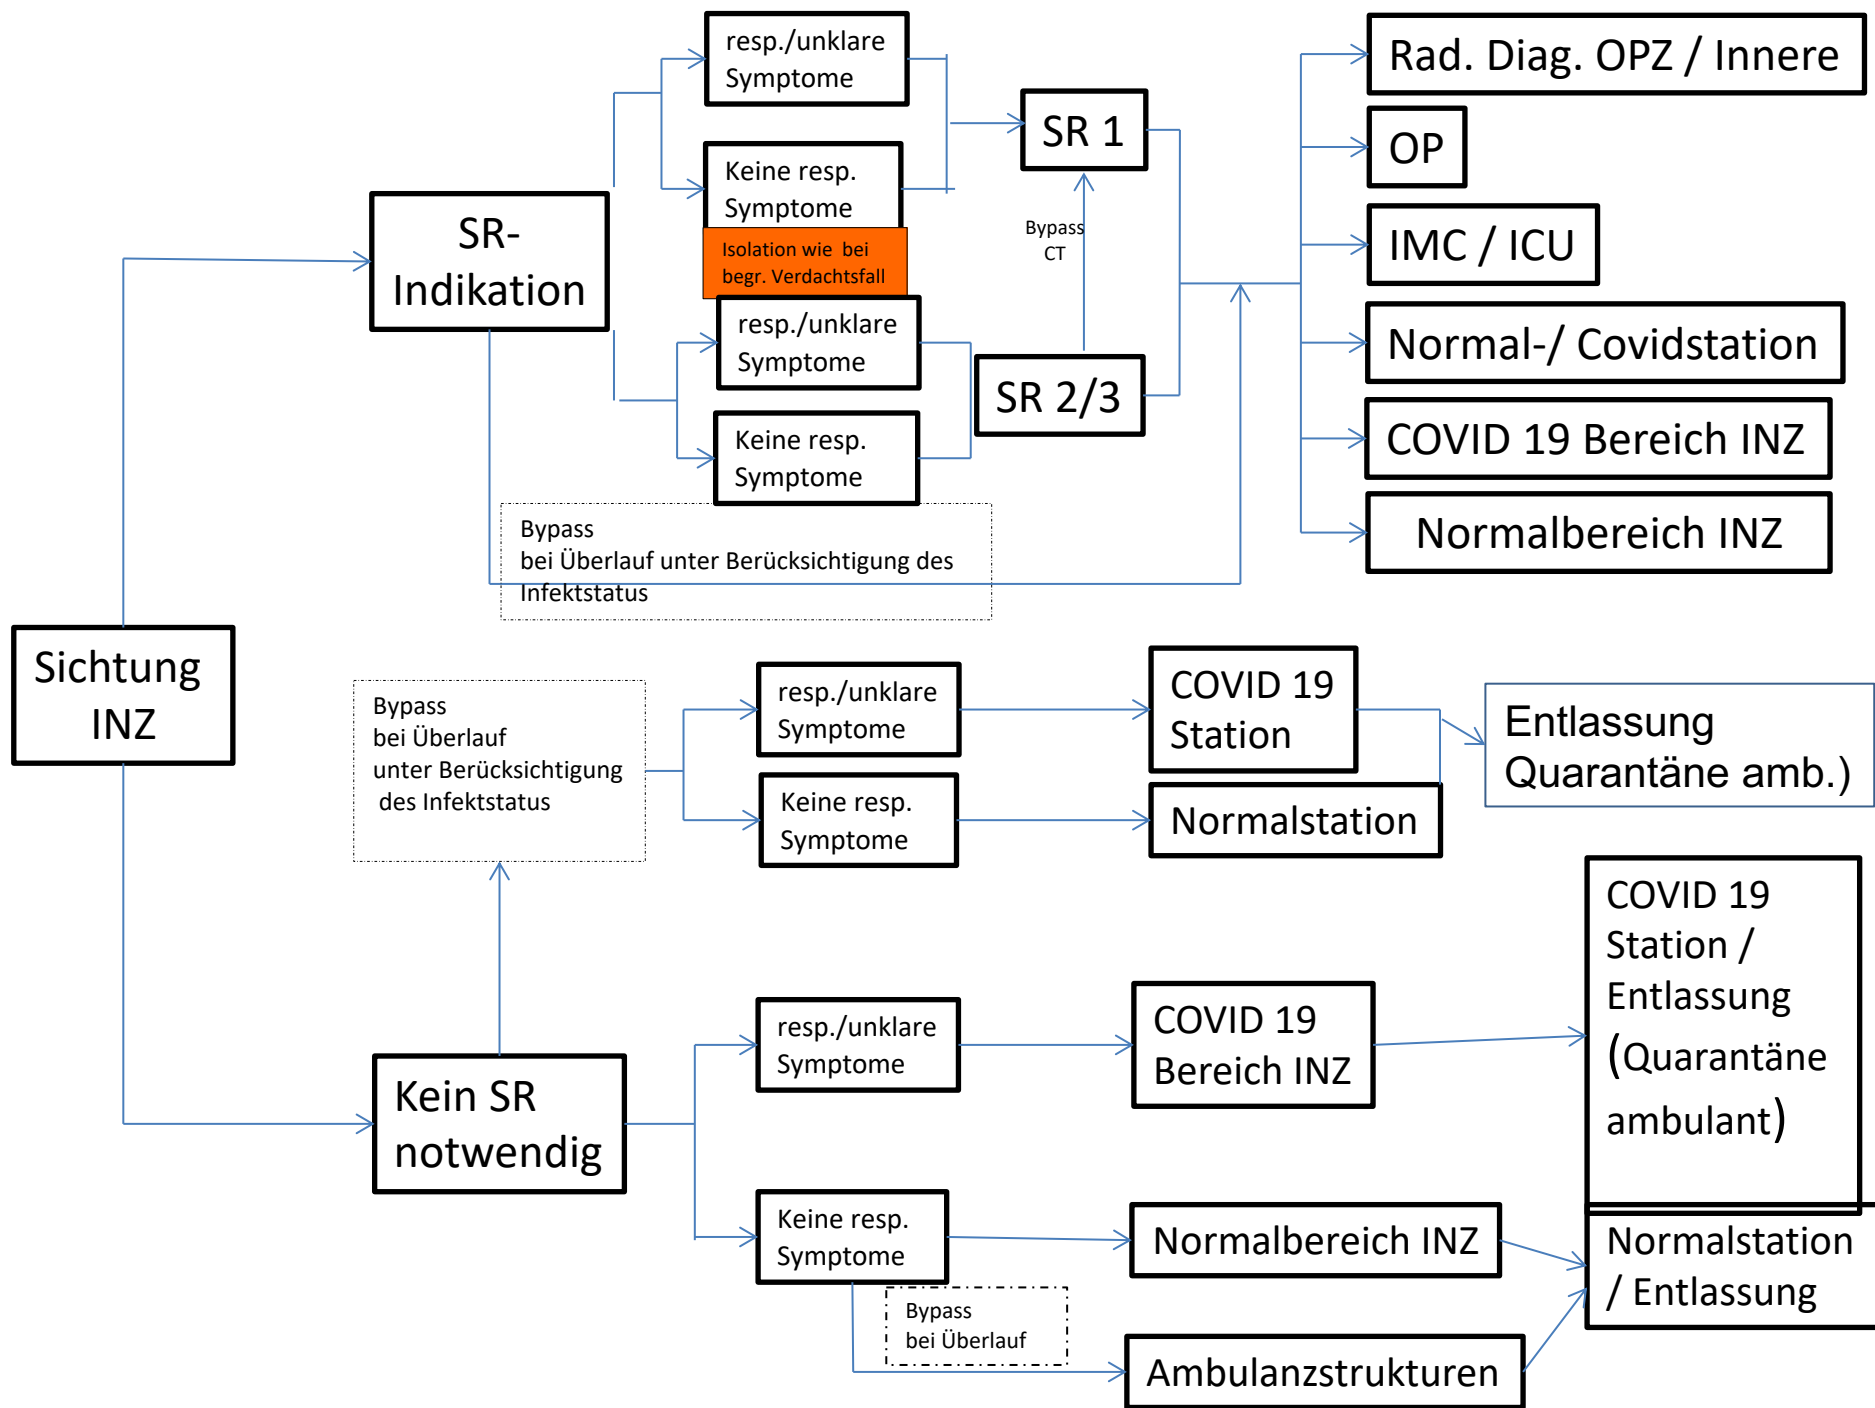 resp./unklare
Symptome
Keine resp.
Symptome
Isolation wie bei
begr. Verdachtsfall
resp./unklare
Symptome
Keine resp.
Symptome
SR-
Indikation
SR 1
Bypass
CT
SR 2/3
Rad. Diag. OPZ / Innere
OP
IMC / ICU
Normal-/ Covidstation
COVID 19 Bereich INZ
Normalbereich INZ
Bypass
bei Überlauf unter Berücksichtigung des
Infektstatus
Sichtung
INZ
Bypass
bei Überlauf
unter Berücksichtigung
des Infektstatus
resp./unklare
Symptome
Keine resp.
Symptome
COVID 19
Station
Normalstation
Entlassung
Quarantäne amb.)
Kein SR
notwendig
resp./unklare
Symptome
COVID 19
Bereich INZ
COVID 19
Station /
Entlassung
(Quarantäne
ambulant)
Keine resp.
Symptome
Normalbereich INZ
Normalstation
/ Entlassung
Bypass
bei Überlauf
Ambulanzstrukturen